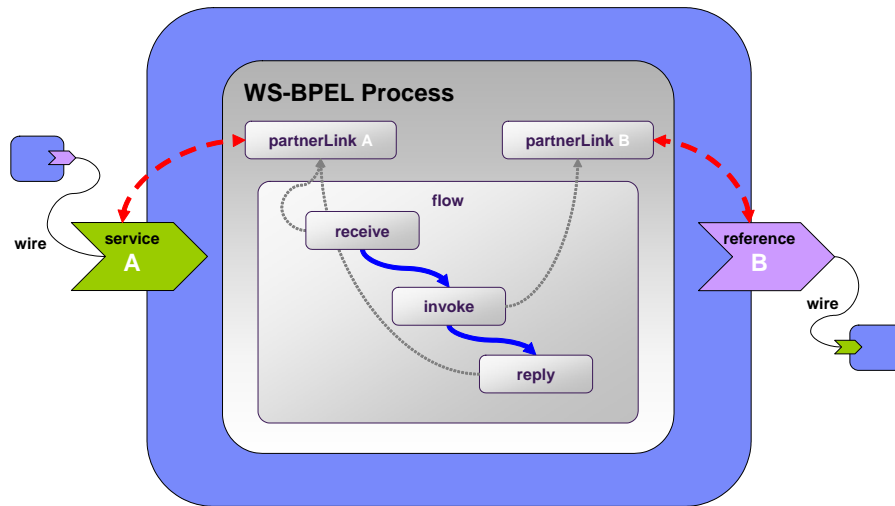 WS-BPEL Process
partnerLink A
partnerLink B
flow
receive
wire
service
A
reference
B
invoke
wire
reply